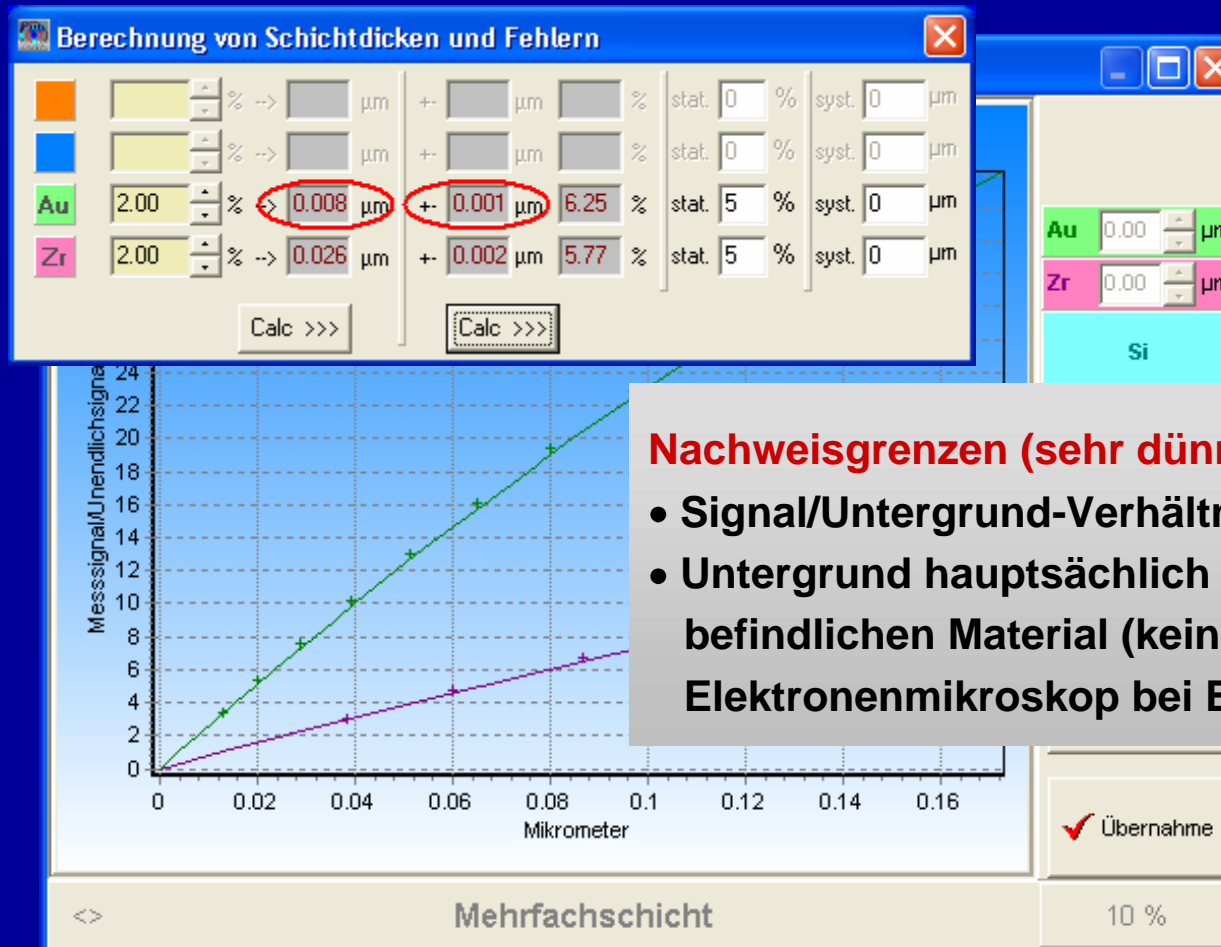 Berechnung von Schichtdicken und Fehlern
% --> µm +- µm % stat. 0 % syst. 0 µm
% --> µm +- µm % stat. 0 % syst. 0 µm
Au 2.00 % -> 0.008 µm +- 0.001 µm 6.25 % stat. 5 % syst. 0 µm
Zr 2.00 % --> 0.026 µm +- 0.002 µm 5.77 % stat. 5 % syst. 0 µm
Calc >>> Calc >>>
Au 0.00
Zr 0.00
Si
24
22
20
18
16
14
12
10
8
6
4
2
0
Nachweisgrenzen (sehr
• Signal/Untergrund-
• Untergrund hauptsächlich
befindlichen Material
Elektronenmikroskop bei
0 0.02 0.04 0.06 0.08 0.1 0.12 0.14 0.16
Mikrometer
Übernahme
<> Mehrfachschicht 10 %